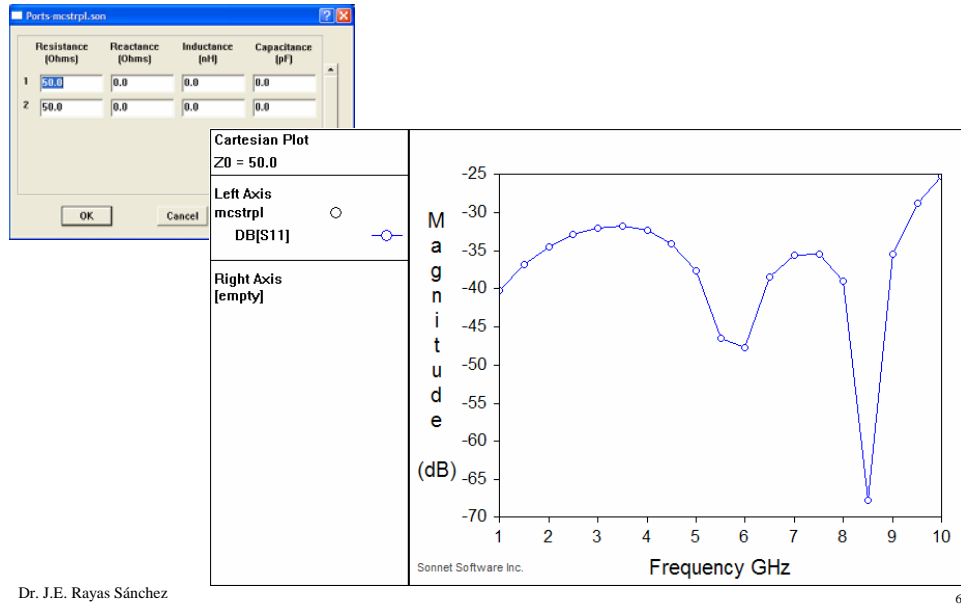 Ports-mcstrpl.son
Resistance Reactance Inductance Capacitance
(Ohms) (Ohms) (nH) (pF)
1 50.0 0.0 0.0 0.0
2 50.0 0.0 0.0 0.0
OK Cancel
Cartesian Plot
Z0 = 50.0
Left Axis
mcstrpl
DB[S11]
Right Axis
[empty]
Magnitude
(dB)
-25
-30
-35
-40
-45
-50
-55
-60
-65
-70
1 2 3 4 5 6 7 8 9 10
Frequency GHz
Sonnet Software Inc.
Dr. J.E. Rayas Sánchez
6